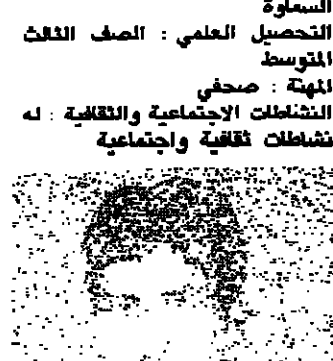 السماوة
التحصيل العلمي : الصف الثالث
المتوسط
المهنة : صحفي
النشاطات الاجتماعية والثقافية : له
نشاطات ثقافية واجتماعية